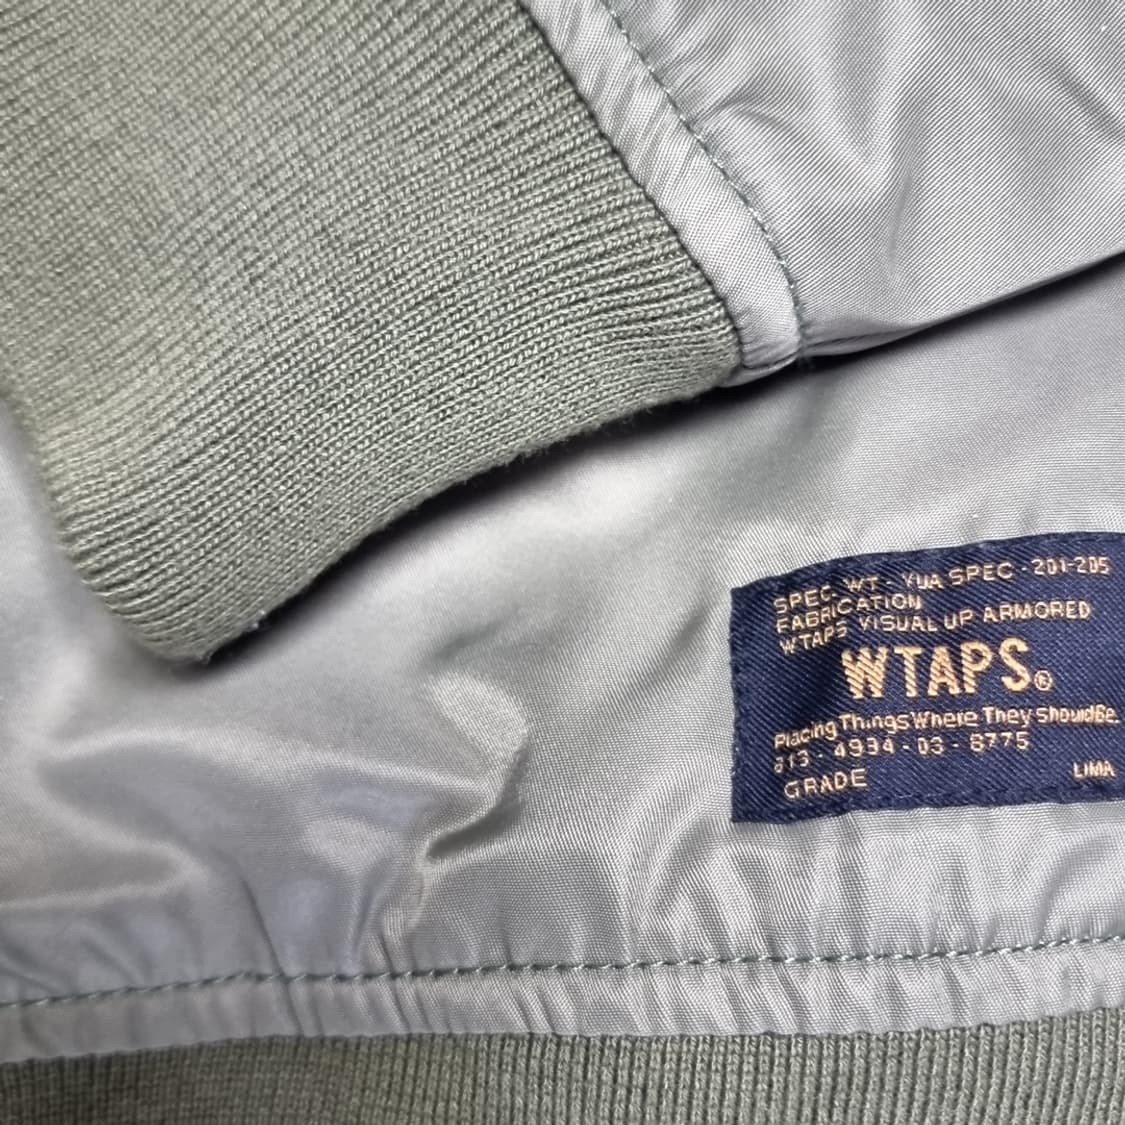 SPEC. WT - VUA SPEC - 201-205
FABRICATION
WTAPS VISUAL UP ARMORED
WTAPS®
Placing Things Where They Should Be.
813 - 4934 - 03 - 8775
GRADE LIMA